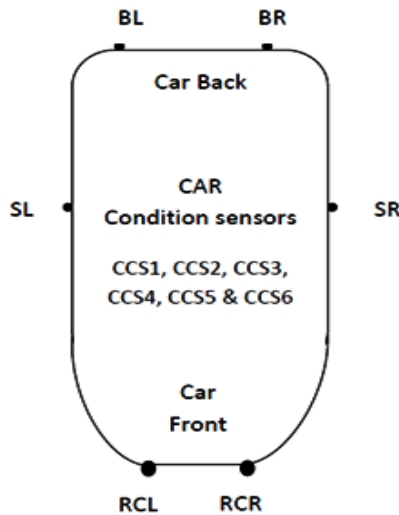 BL BR
Car Back
SL CAR SR
Condition sensors
CCS1, CCS2, CCS3,
CCS4, CCS5 & CCS6
Car
Front
RCL RCR